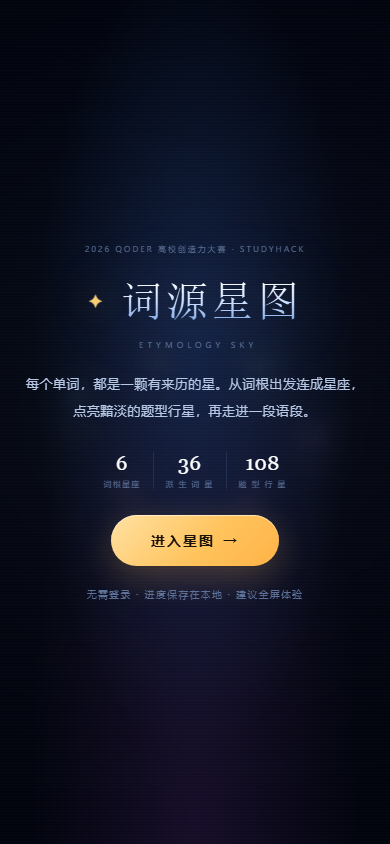 2026 QODER 高校创造力大赛 · STUDYHACK
词源星图
ETYMOLOGY SKY
每个单词，都是一颗有来历的星。从词根出发连成星座，
点亮黯淡的题型行星，再走进一段语段。
6 36 108
词根星座 派生词星 题型行星
进入星图 →
无需登录 · 进度保存在本地 · 建议全屏体验